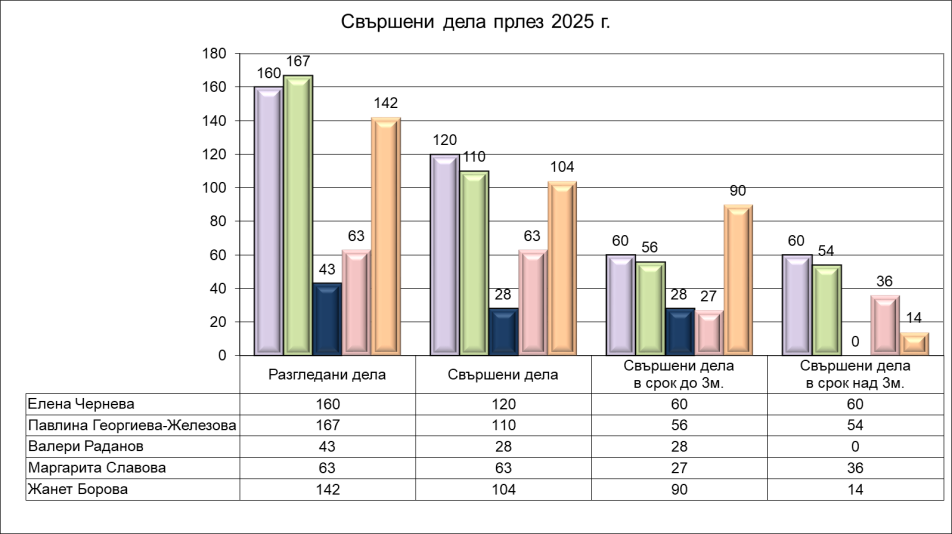 Свършени дела прлез 2025 г.
180
160
140
120
100
80
60
40
20
0
160 167 43 63 142
120 110 28 63 104
60 56 28 27 90
60 54 0 36 14
Разгледани дела Свършени дела Свършени дела в срок до 3м. Свършени дела в срок над 3м.
Елена Чернева 160 120 60 60
Павлина Георгиева-Железова 167 110 56 54
Валери Раданов 43 28 28 0
Маргарита Славова 63 63 27 36
Жанет Борова 142 104 90 14